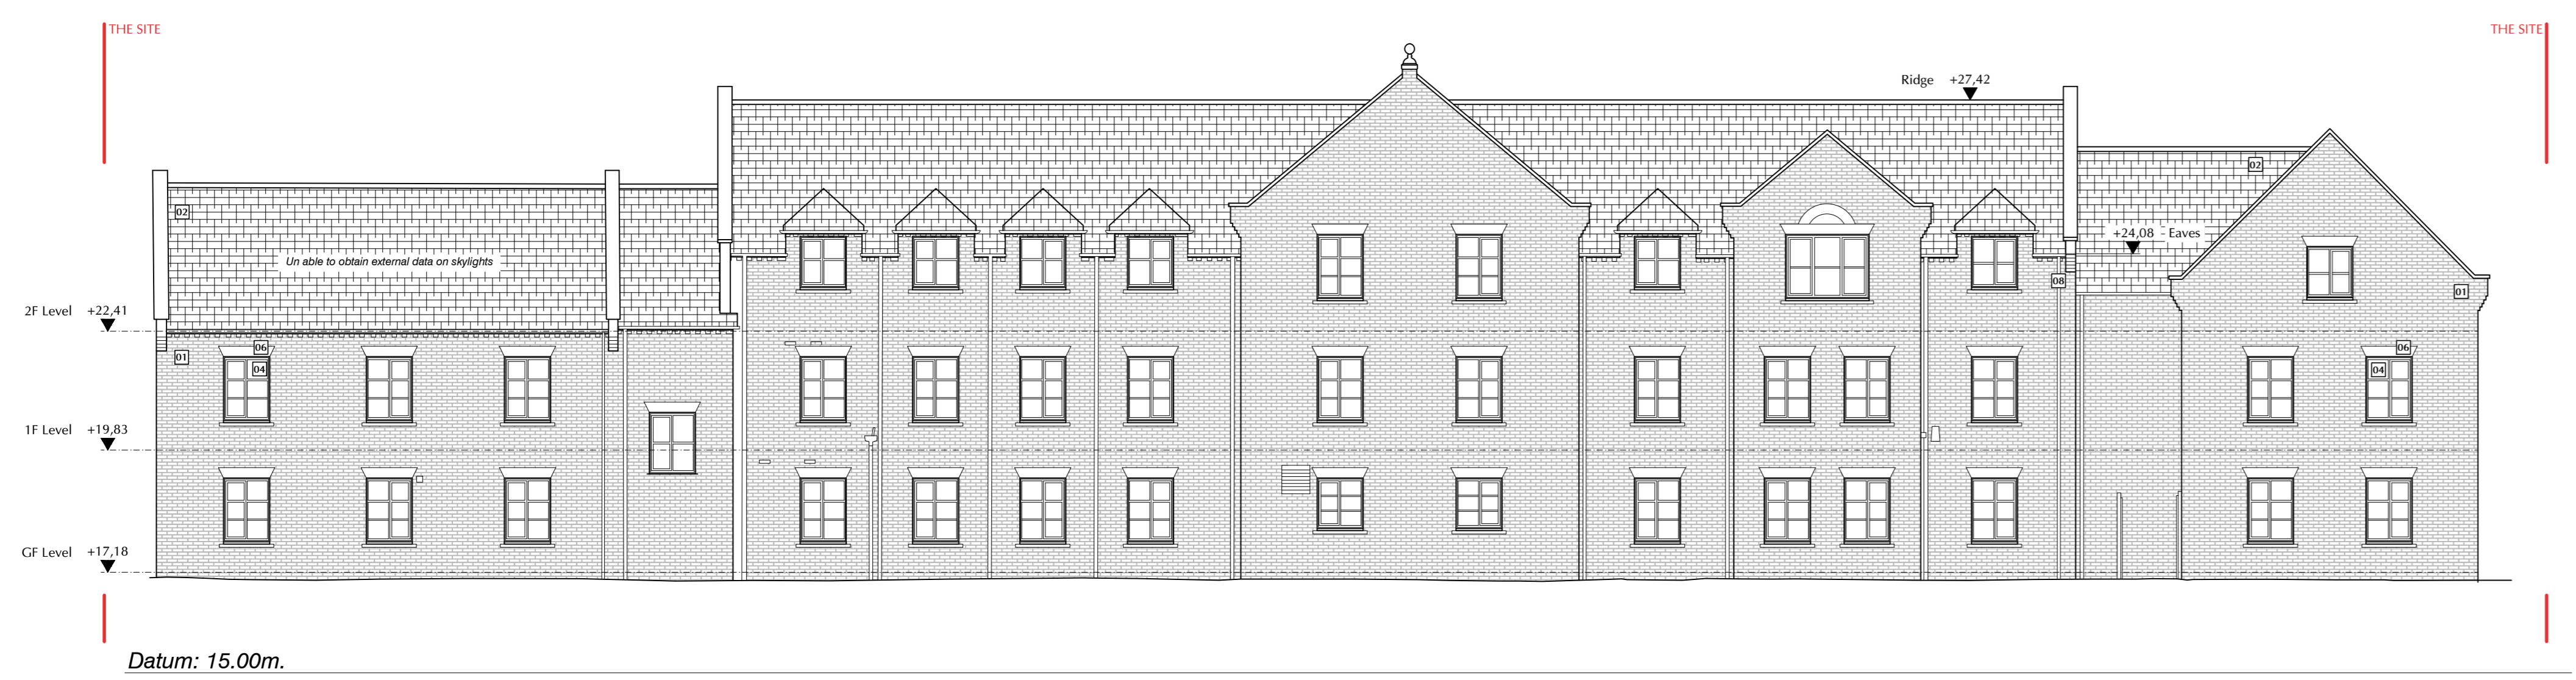 THE SITE
THE SITE
Ridge +27,42
02
02
+24,08 Eaves
Un able to obtain external data on skylights
08
01
2F Level +22,41
01
06
06
04
04
1F Level +19,83
GF Level +17,18
Datum: 15.00m.